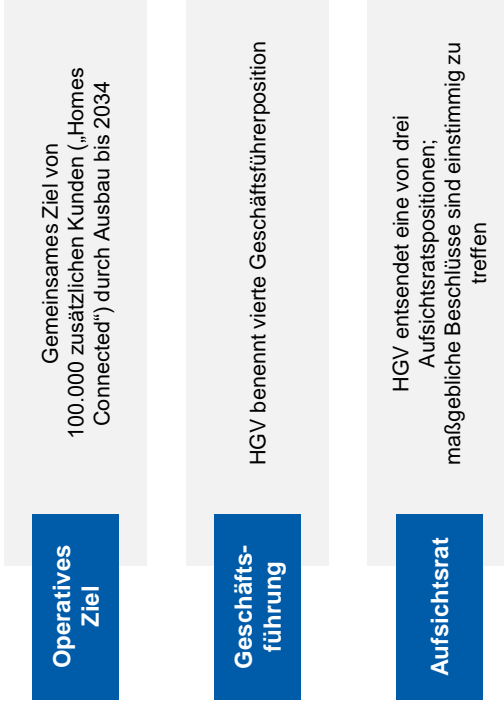 Operatives
Ziel
Gemeinsames Ziel von
100.000 zusätzlichen Kunden („Homes
Connected“) durch Ausbau bis 2034
Geschäfts-
führung
HGV benennt vierte Geschäftsführerposition
Aufsichtsrat
HGV entsendet eine von drei
Aufsichtsratspositionen;
maßgebliche Beschlüsse sind einstimmig zu
treffen